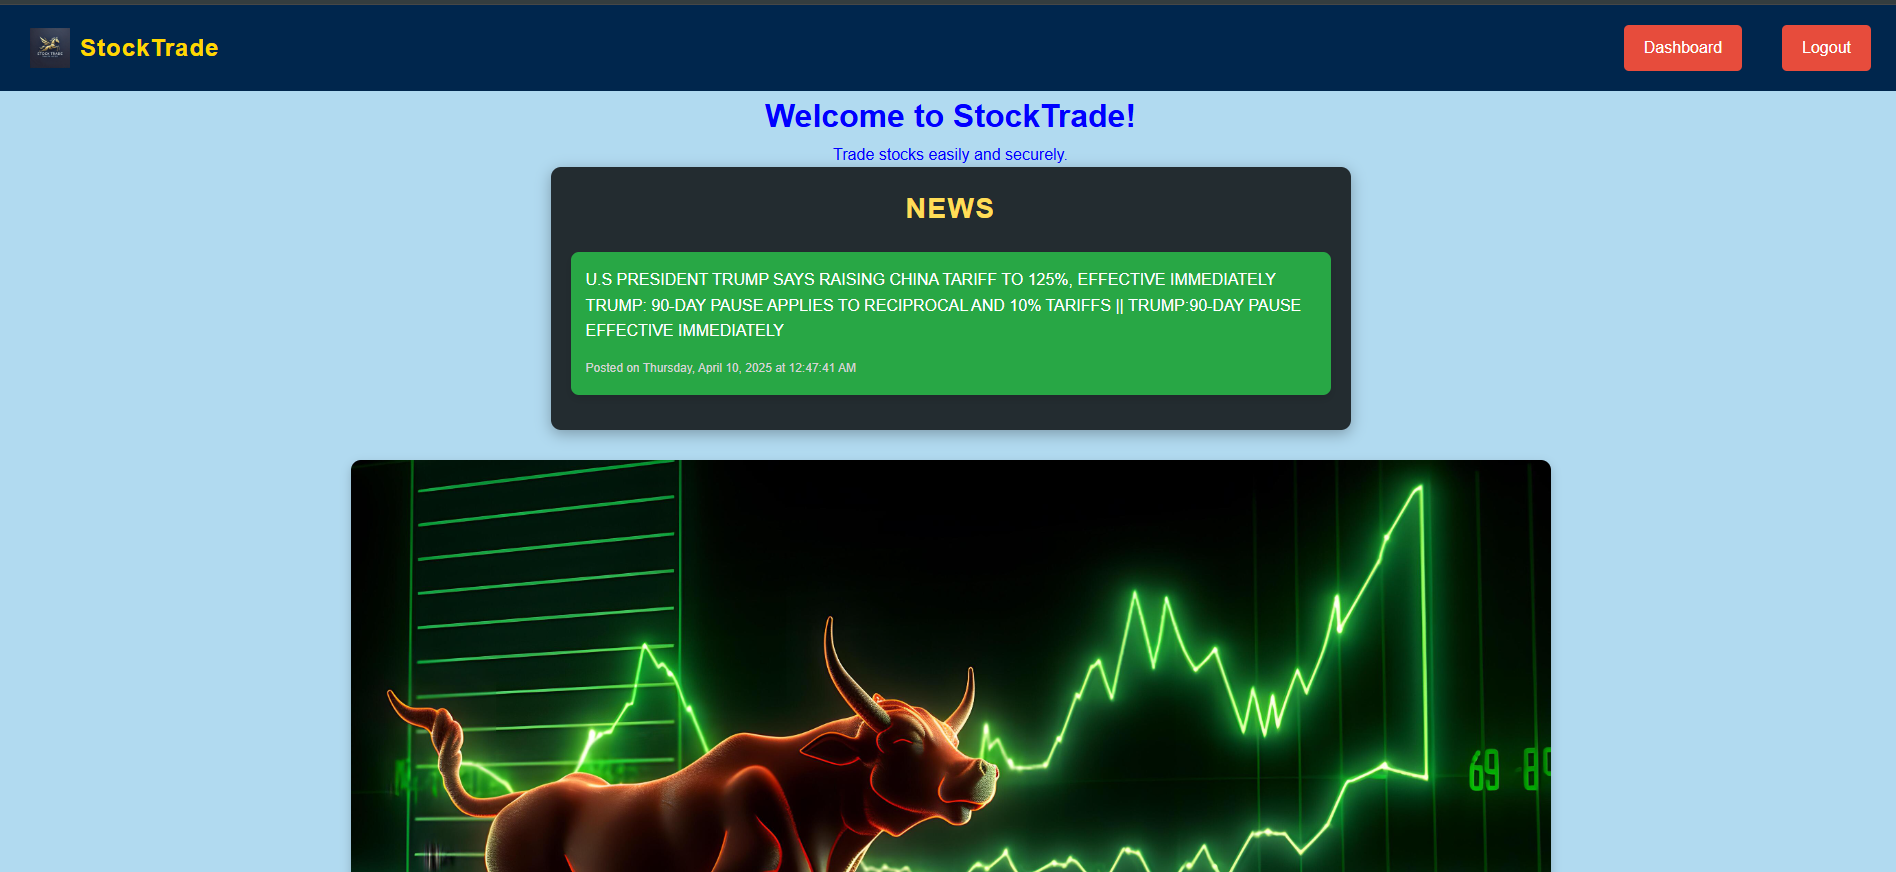 StockTrade
Dashboard
Logout
Welcome to StockTrade!
Trade stocks easily and securely.
NEWS
U.S PRESIDENT TRUMP SAYS RAISING CHINA TARIFF TO 125%, EFFECTIVE IMMEDIATELY
TRUMP: 90-DAY PAUSE APPLIES TO RECIPROCAL AND 10% TARIFFS || TRUMP:90-DAY PAUSE
EFFECTIVE IMMEDIATELY
Posted on Thursday, April 10, 2025 at 12:47:41 AM
69